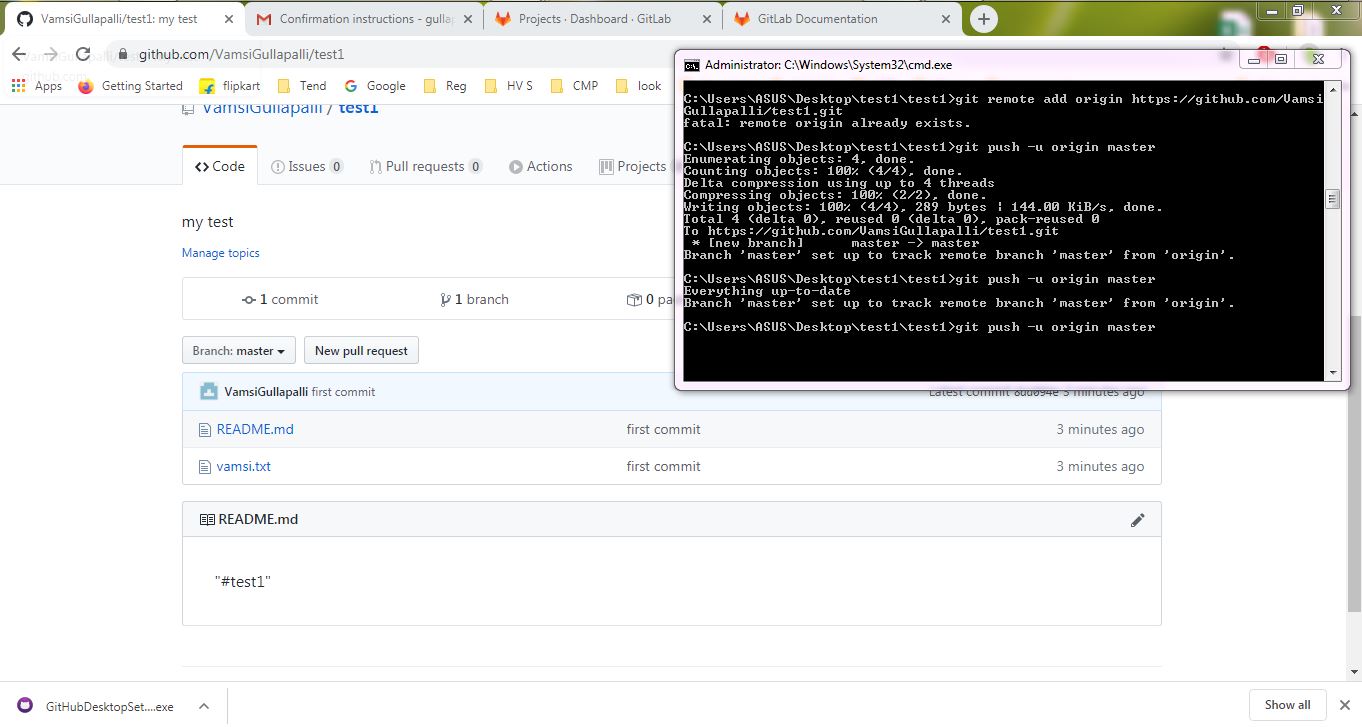 VamsiGullapalli/test1: my test
Confirmation instructions - gullap
Projects · Dashboard · GitLab
GitLab Documentation
github.com/VamsiGullapalli/test1
Apps
Getting Started
flipkart
Tend
Google
Reg
HV S
CMP
look
VamsiGullapalli / test1
<> Code
Issues 0
Pull requests 0
Actions
Projects
my test
Manage topics
1 commit
1 branch
0
Branch: master
New pull request
VamsiGullapalli first commit
Latest commit 8dd094e 3 minutes ago
README.md first commit 3 minutes ago
vamsi.txt first commit 3 minutes ago
README.md
"#test1"
Administrator: C:\Windows\System32\cmd.exe
C:\Users\ASUS\Desktop\test1\test1>git remote add origin https://github.com/Vamsi
Gullapalli/test1.git
fatal: remote origin already exists.
C:\Users\ASUS\Desktop\test1\test1>git push -u origin master
Enumerating objects: 4, done.
Counting objects: 100% (4/4), done.
Delta compression using up to 4 threads
Compressing objects: 100% (2/2), done.
Writing objects: 100% (4/4), 289 bytes ¦ 144.00 KiB/s, done.
Total 4 (delta 0), reused 0 (delta 0), pack-reused 0
To https://github.com/VamsiGullapalli/test1.git
* [new branch]      master -> master
Branch 'master' set up to track remote branch 'master' from 'origin'.
C:\Users\ASUS\Desktop\test1\test1>git push -u origin master
Everything up-to-date
Branch 'master' set up to track remote branch 'master' from 'origin'.
C:\Users\ASUS\Desktop\test1\test1>git push -u origin master
GitHubDesktopSet....exe
Show all